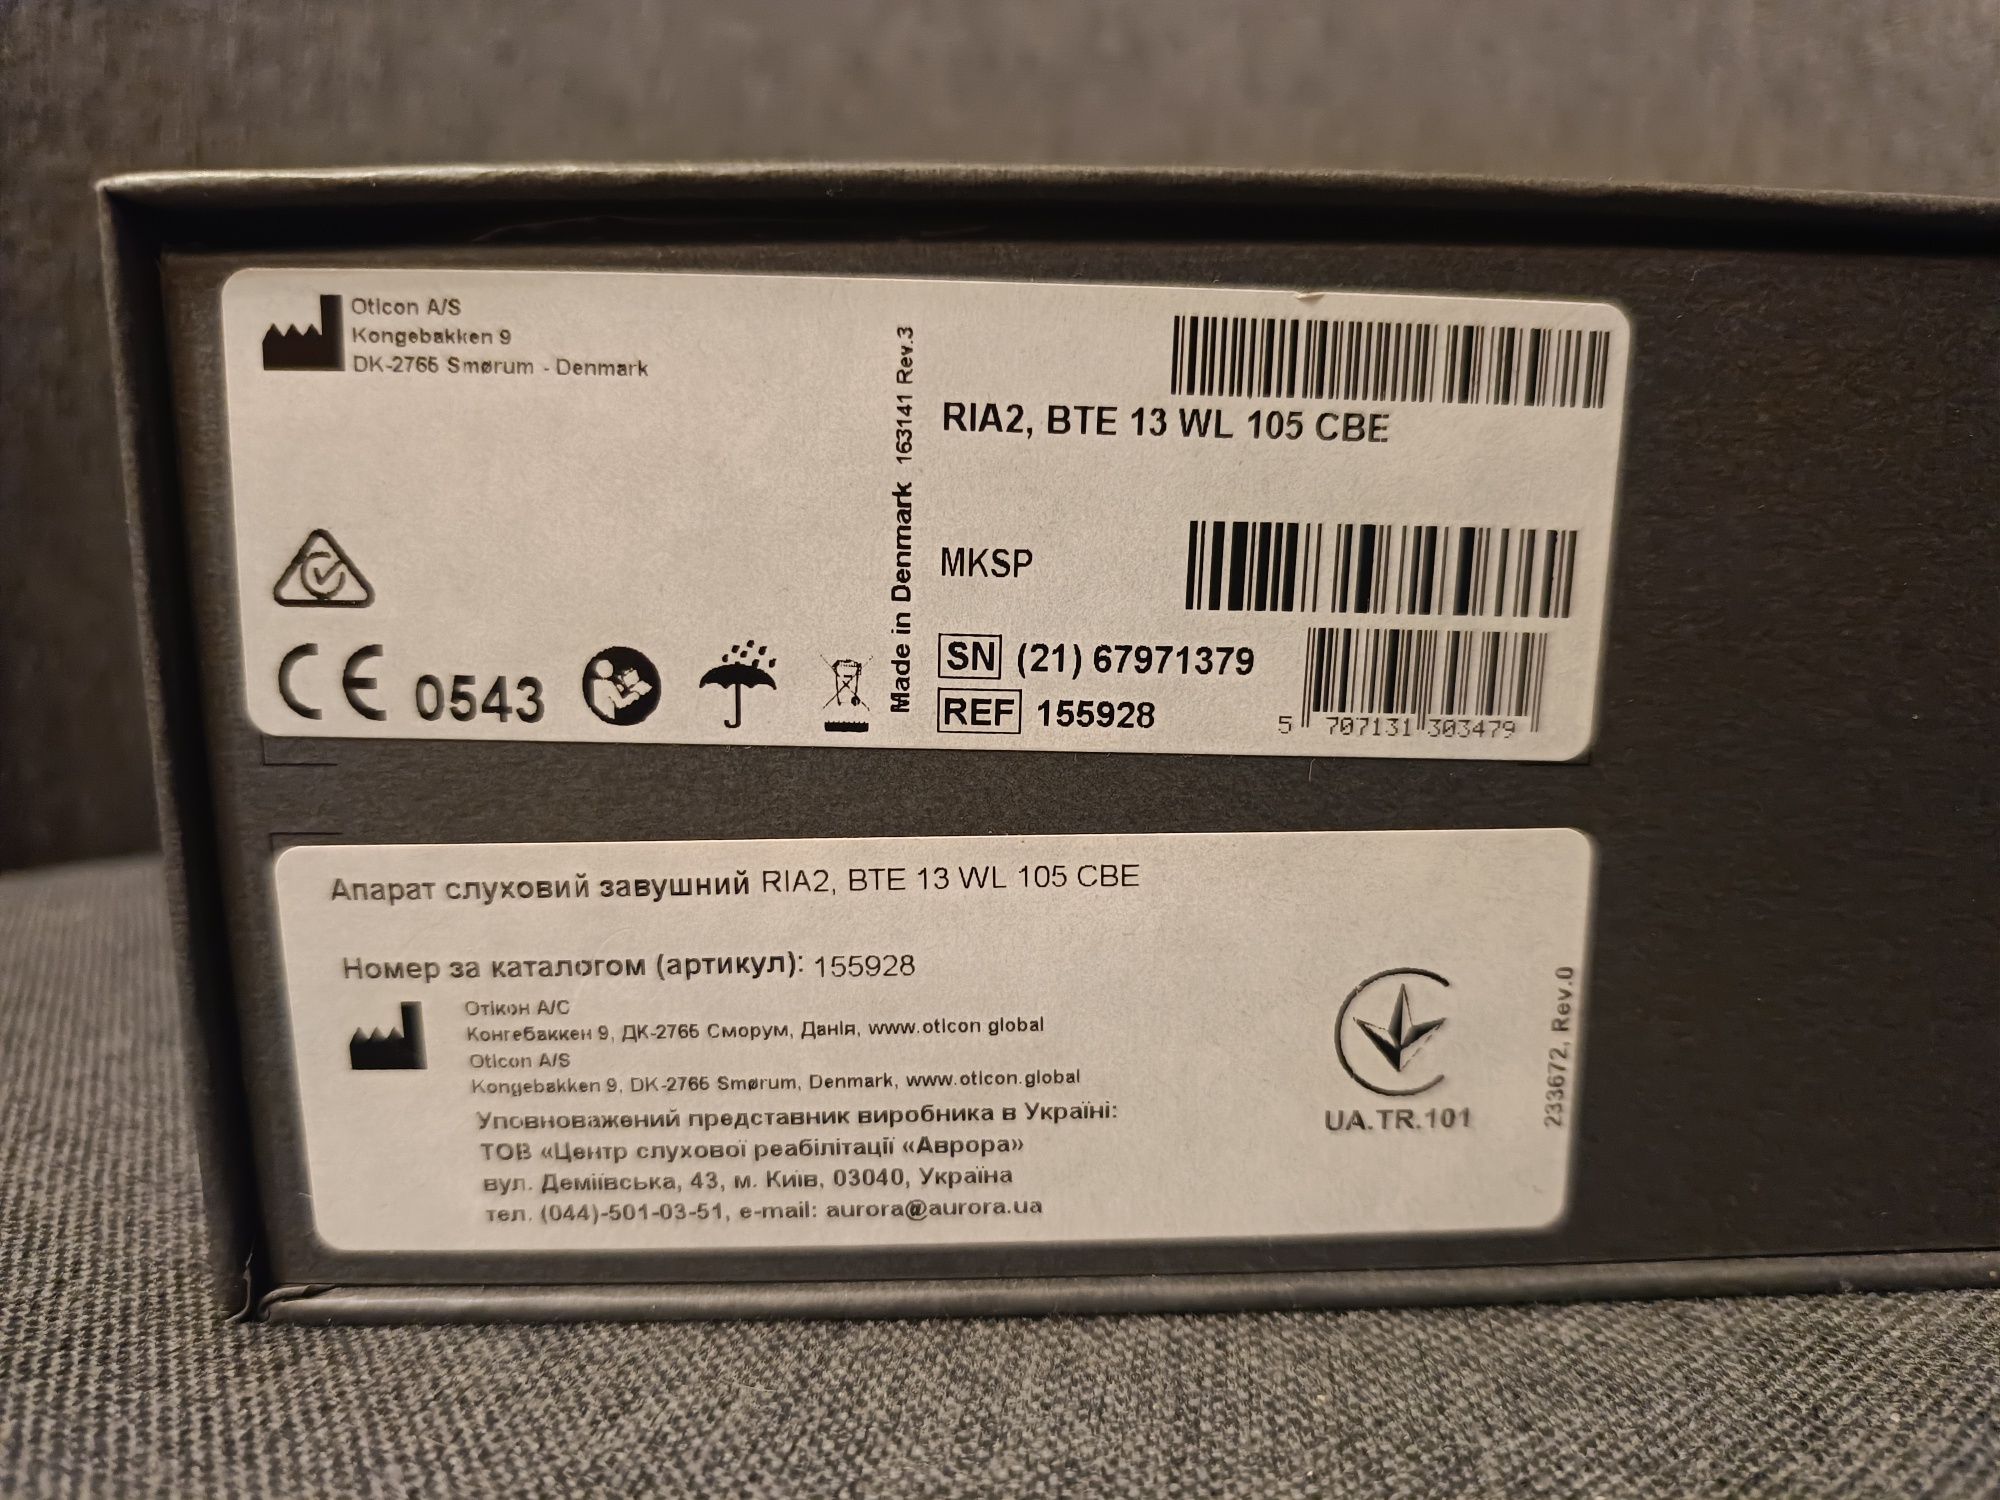 Oticon A/S
Kongebakken 9
DK-2765 Smørum - Denmark
CE 0543
Made in Denmark 163141 Rev.3
RIA2, BTE 13 WL 105 CBE
MKSP
SN (21) 67971379
REF 155928
5 707131 303479
Апарат слуховий завушний RIA2, BTE 13 WL 105 CBE
Номер за каталогом (артикул): 155928
Отікон А/С
Конгебаккен 9, ДК-2765 Сморум, Данія, www.oticon.global
Oticon A/S
Kongebakken 9, DK-2765 Smørum, Denmark, www.oticon.global
Уповноважений представник виробника в Україні:
ТОВ «Центр слухової реабілітації «Аврора»
вул. Деміївська, 43, м. Київ, 03040, Україна
тел. (044)-501-03-51, e-mail: aurora@aurora.ua
UA.TR.101
233672, Rev.0